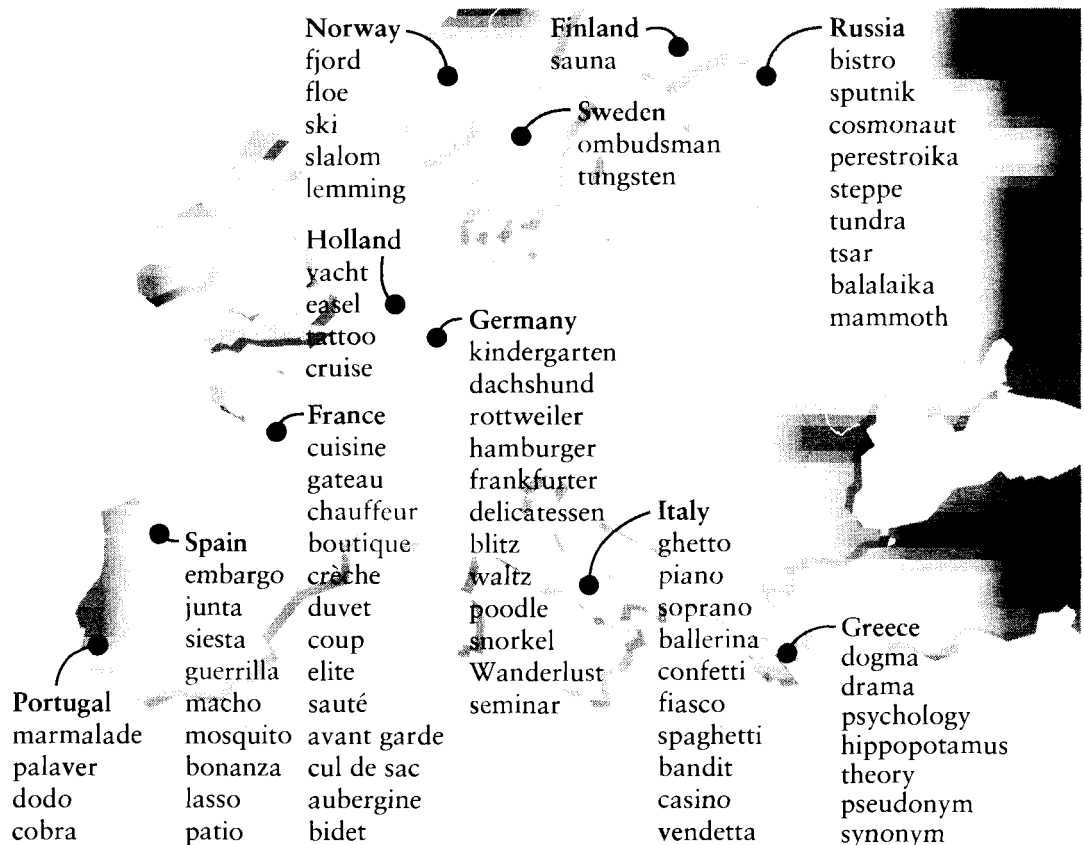 Norway
fjord
floe
ski
slalom
lemming
Finland
sauna
Sweden
ombudsman
tungsten
Russia
bistro
sputnik
cosmonaut
perestroika
steppe
tundra
tsar
balalaika
mammoth
Holland
yacht
easel
tattoo
cruise
Germany
kindergarten
dachshund
rottweiler
hamburger
frankfurter
delicatessen
blitz
waltz
poodle
snorkel
Wanderlust
seminar
France
cuisine
gateau
chauffeur
boutique
crèche
duvet
coup
elite
sauté
avant garde
cul de sac
aubergine
bidet
Spain
embargo
junta
siesta
guerrilla
macho
mosquito
bonanza
lasso
patio
Portugal
marmalade
palaver
dodo
cobra
Italy
ghetto
piano
soprano
ballerina
confetti
fiasco
spaghetti
bandit
casino
vendetta
Greece
dogma
drama
psychology
hippopotamus
theory
pseudonym
synonym